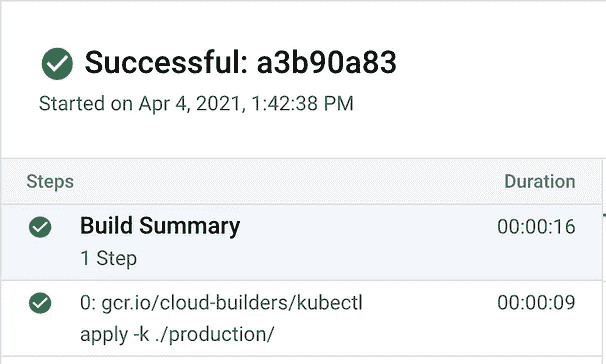 Successful: a3b90a83
Started on Apr 4, 2021, 1:42:38 PM
Steps Duration
Build Summary 00:00:16
1 Step
0: gcr.io/cloud-builders/kubectl 00:00:09
apply -k ./production/